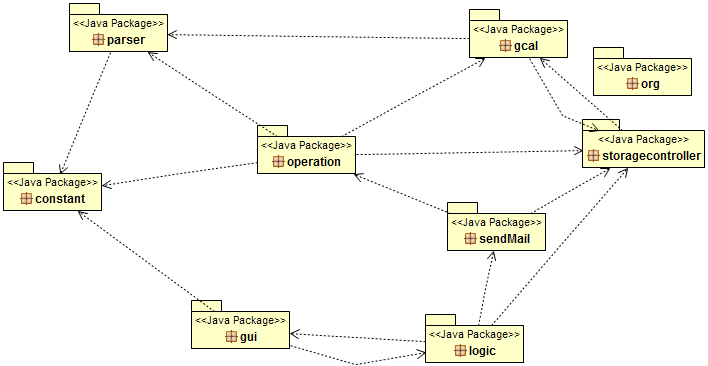 <<Java Package>>
parser
<<Java Package>>
gcal
<<Java Package>>
org
<<Java Package>>
operation
<<Java Package>>
storagecontroller
<<Java Package>>
constant
<<Java Package>>
sendMail
<<Java Package>>
gui
<<Java Package>>
logic